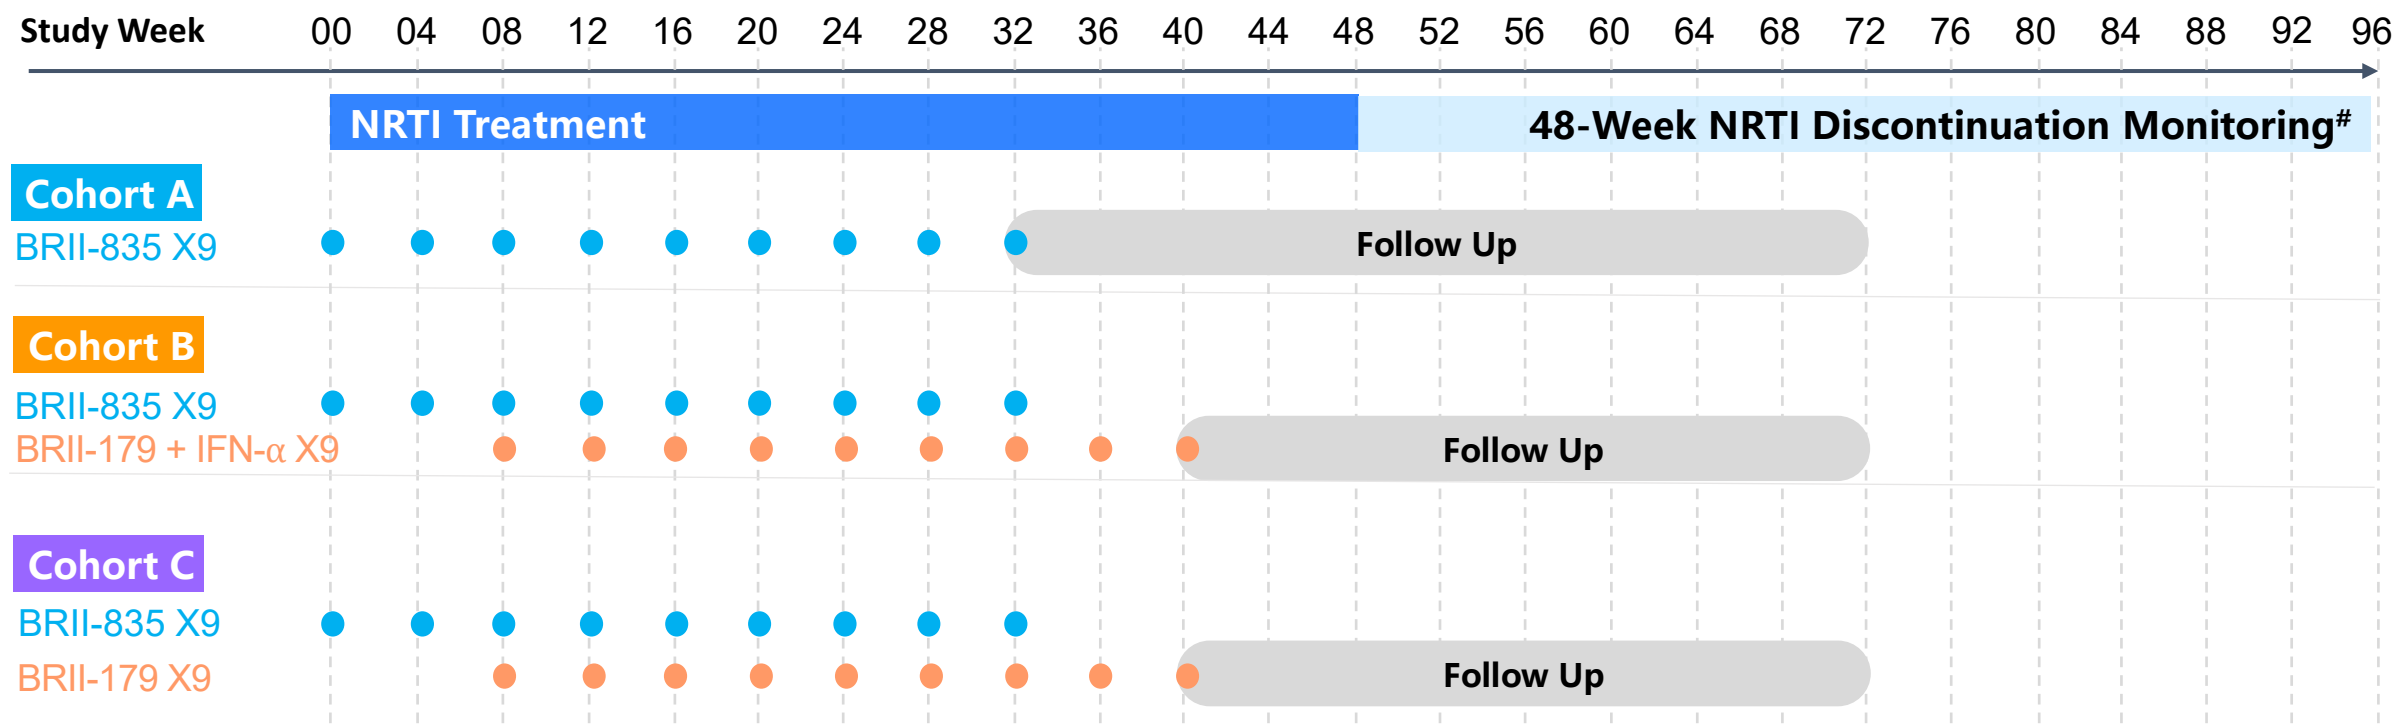 Study Week 00 04 08 12 16 20 24 28 32 36 40 44 48 52 56 60 64 68 72 76 80 84 88 92 96
NRTI Treatment 48-Week NRTI Discontinuation Monitoring#
Cohort A
BRII-835 X9 Follow Up
Cohort B
BRII-835 X9
BRII-179 + IFN-α X9 Follow Up
Cohort C
BRII-835 X9
BRII-179 X9 Follow Up